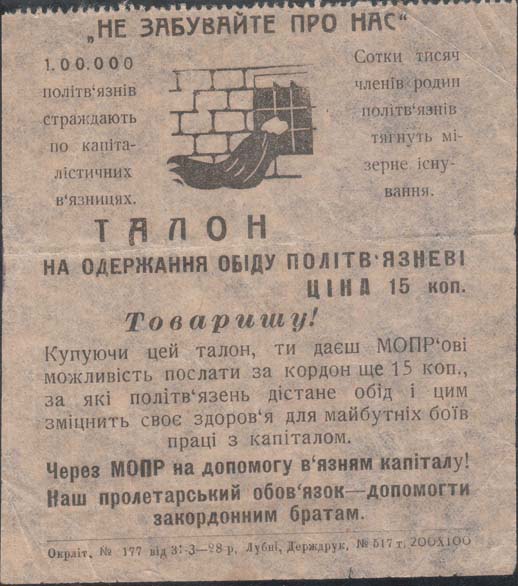 „НЕ ЗАБУВАЙТЕ ПРО НАС“
1.00.000
політв‘язнів
страждають
по капіта-
лістичних
в‘язницях.
Сотки тисяч
членів родин
політв‘язнів
тягнуть мі-
зерне існу-
вання.
ТАЛОН
НА ОДЕРЖАННЯ ОБІДУ ПОЛІТВ‘ЯЗНЕВІ
ЦІНА 15 коп.
Товаришу!
Купуючи цей талон, ти даєш МОПР‘ові
можливість послати за кордон ще 15 коп.,
за які політв‘язень дістане обід і цим
зміцнить своє здоров‘я для майбутніх боїв
праці з капіталом.
Через МОПР на допомогу в‘язням капіталу!
Наш пролетарський обов‘язок—допомогти
закордонним братам.
Окрліт, № 177 від 31-3—28 р, Лубні, Держдрук, № 517 т. 200X100